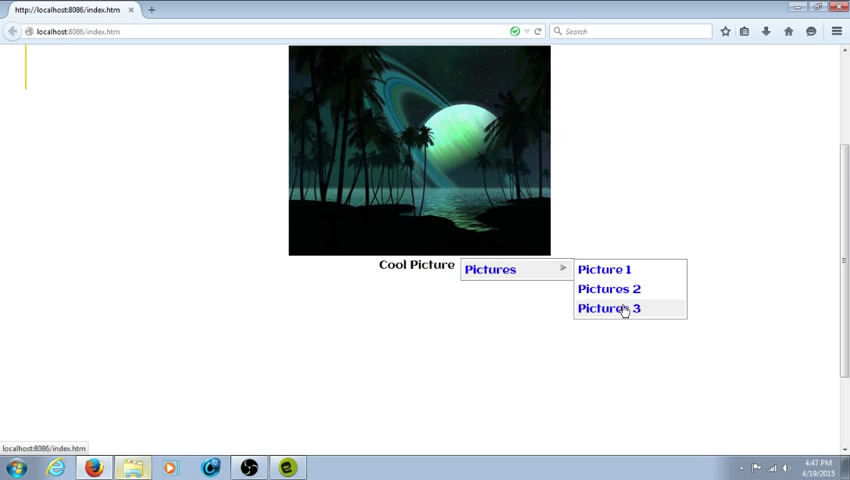 http://localhost:8086/index.htm
localhost:8086/index.htm
Search
Cool Picture
Pictures
Picture 1
Pictures 2
Pictures 3
localhost:8086/index.htm
4:47 PM
4/19/2015